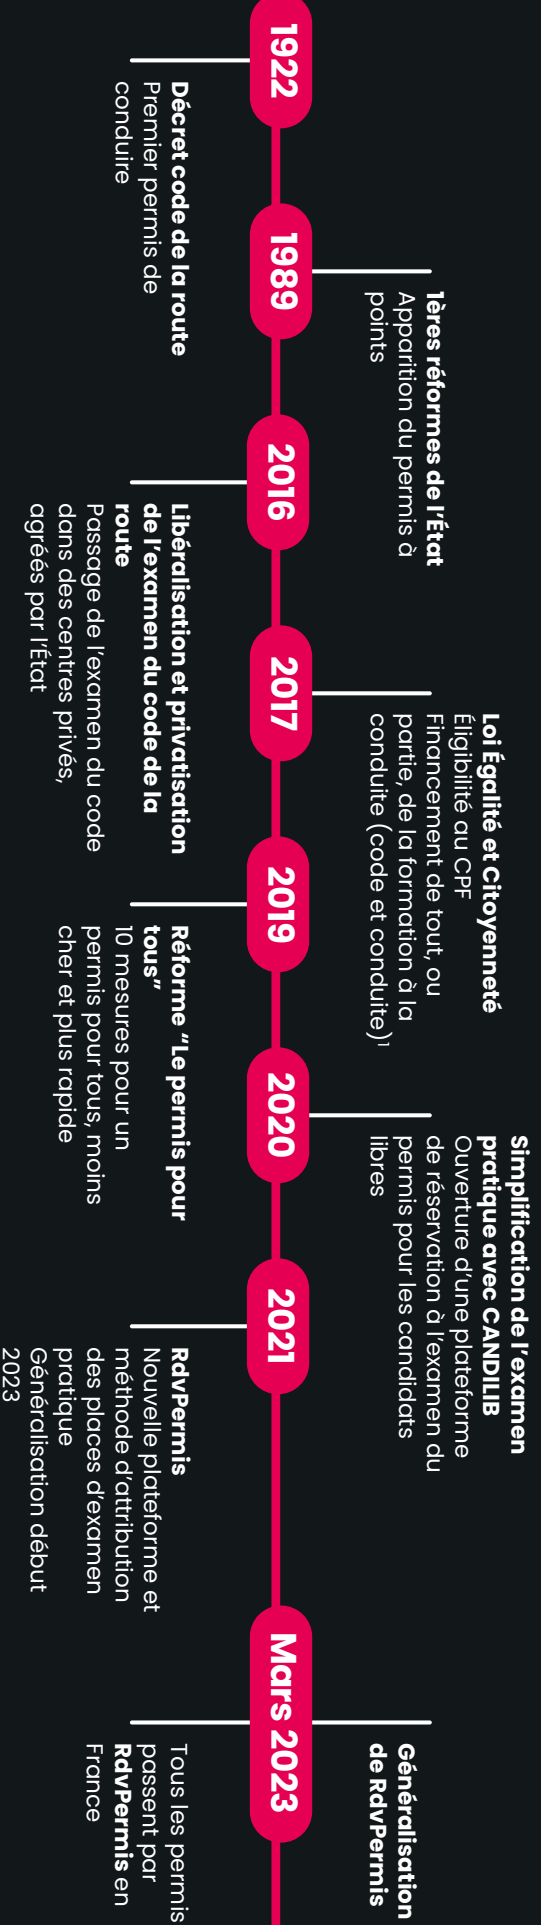 1922
Décret code de la route
Premier permis de
conduire
1989
1ères réformes de l'État
Apparition du permis à
points
2016
Libéralisation et privatisation
de l'examen du code de la
route
Passage de l'examen du code
dans des centres privés,
agréés par l'État
2017
Loi Égalité et Citoyenneté
Éligibilité au CPF
Financement de tout, ou
partie, de la formation à la
conduite (code et conduite)¹
2019
Réforme "Le permis pour
tous"
10 mesures pour un
permis pour tous, moins
cher et plus rapide
2020
Simplification de l'examen
pratique avec CANDILIB
Ouverture d'une plateforme
de réservation à l'examen du
permis pour les candidats
libres
2021
RdvPermis
Nouvelle plateforme et
méthode d'attribution
des places d'examen
pratique
Généralisation début
2023
Mars 2023
Généralisation
de RdvPermis
Tous les permis
passent par
RdvPermis en
France